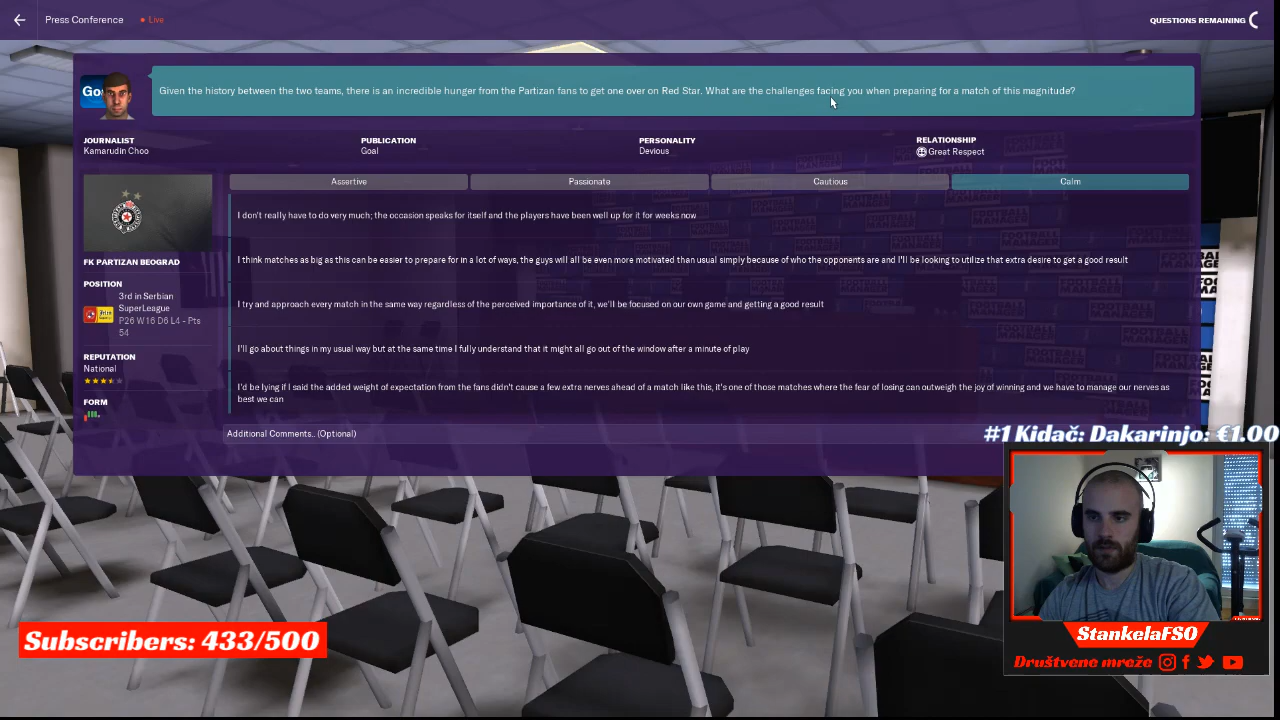 Press Conference
Live
QUESTIONS REMAINING
Go
Given the history between the two teams, there is an incredible hunger from the Partizan fans to get one over on Red Star. What are the challenges facing you when preparing for a match of this magnitude?
JOURNALIST
Kamarudin Choo
PUBLICATION
Goal
PERSONALITY
Devious
RELATIONSHIP
Great Respect
Assertive
Passionate
Cautious
Calm
I don't really have to do very much; the occasion speaks for itself and the players have been well up for it for weeks now
I think matches as big as this can be easier to prepare for in a lot of ways, the guys will all be even more motivated than usual simply because of who the opponents are and I'll be looking to utilize that extra desire to get a good result
I try and approach every match in the same way regardless of the perceived importance of it, we'll be focused on our own game and getting a good result
I'll go about things in my usual way but at the same time I fully understand that it might all go out of the window after a minute of play
I'd be lying if I said the added weight of expectation from the fans didn't cause a few extra nerves ahead of a match like this, it's one of those matches where the fear of losing can outweigh the joy of winning and we have to manage our nerves as
best we can
Additional Comments.. (Optional)
FK PARTIZAN BEOGRAD
POSITION
3rd in Serbian
SuperLeague
P26 W16 D6 L4 - Pts
54
REPUTATION
National
FORM
FOOTBALL
MANAGER
#1 Kidač: Dakarinjo: €1.00
Subscribers: 433/500
StankelaFSO
Društvene mreže